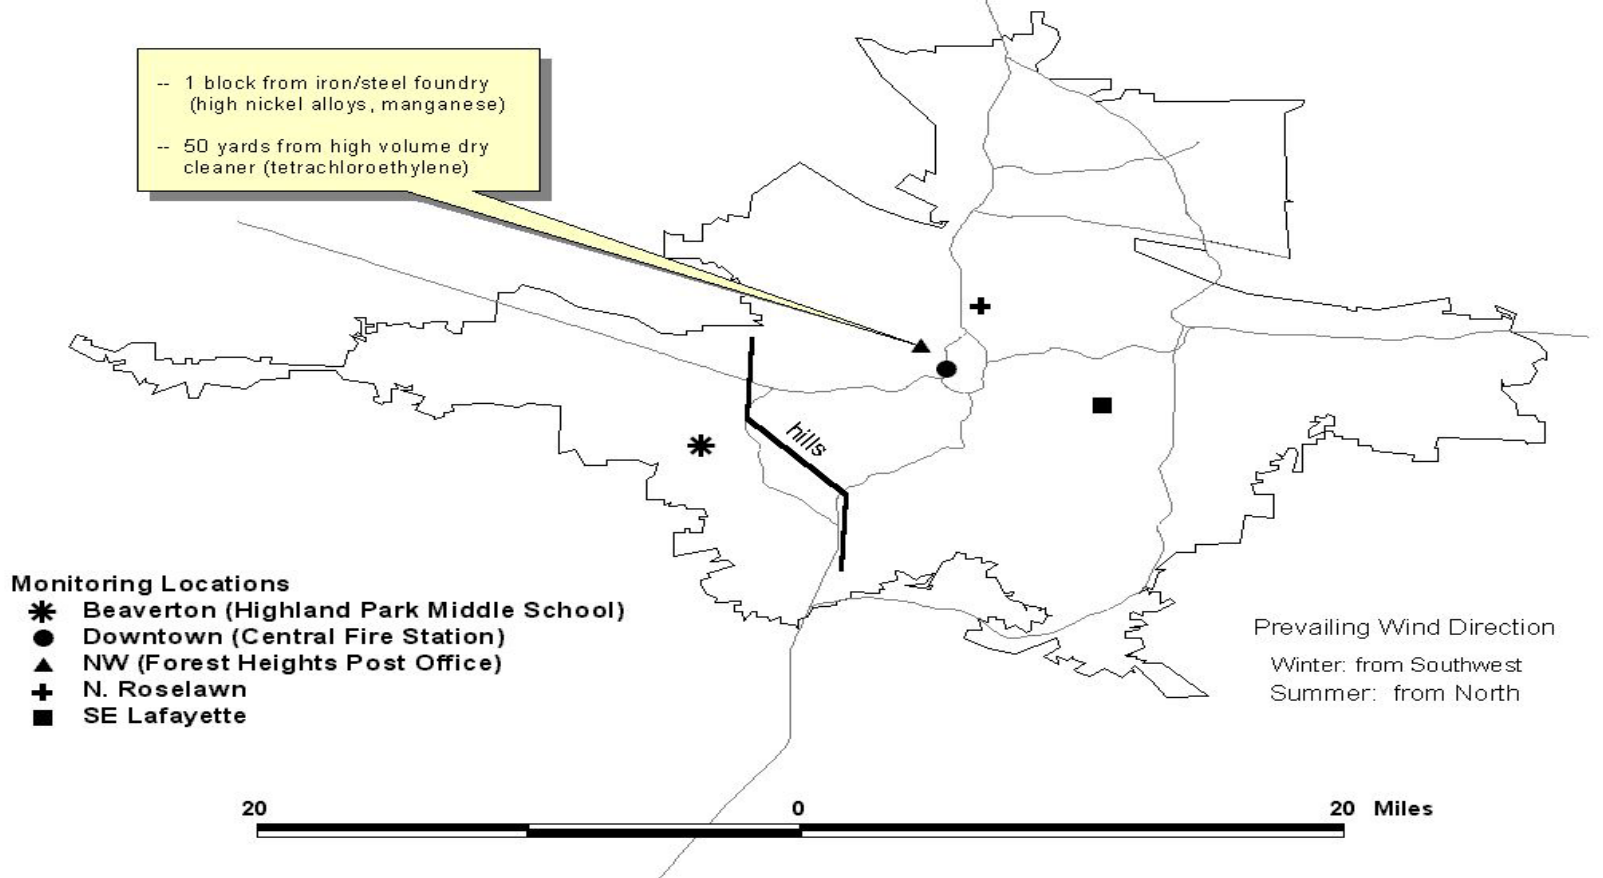 -- 1 block from iron/steel foundry
(high nickel alloys, manganese)
-- 50 yards from high volume dry
cleaner (tetrachloroethylene)
hills
Monitoring Locations
Beaverton (Highland Park Middle School)
Downtown (Central Fire Station)
NW (Forest Heights Post Office)
N. Roselawn
SE Lafayette
Prevailing Wind Direction
Winter: from Southwest
Summer: from North
20 0 20 Miles